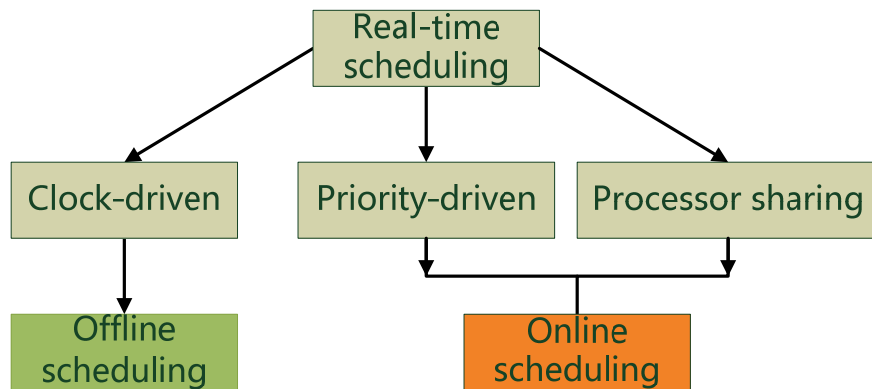 Real-time
scheduling
Clock-driven
Priority-driven
Processor sharing
Offline
scheduling
Online
scheduling